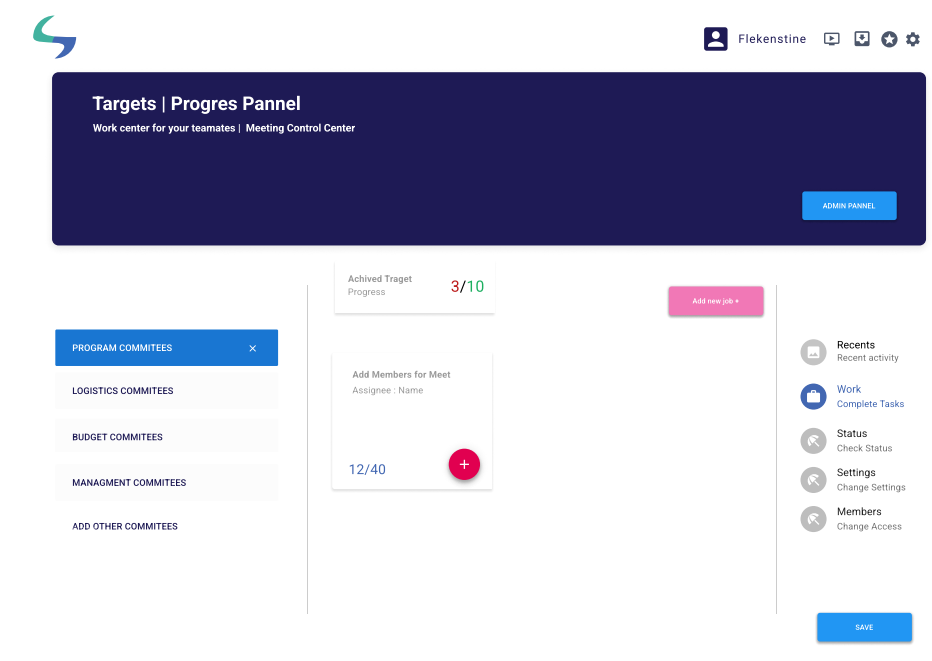 Flekenstine
Targets | Progres Pannel
Work center for your teamates | Meeting Control Center
ADMIN PANNEL
Achived Traget
Progress
3/10
Add new job +
PROGRAM COMMITEES ×
LOGISTICS COMMITEES
BUDGET COMMITEES
MANAGMENT COMMITEES
ADD OTHER COMMITEES
Add Members for Meet
Assignee : Name
12/40
+
Recents
Recent activity
Work
Complete Tasks
Status
Check Status
Settings
Change Settings
Members
Change Access
SAVE